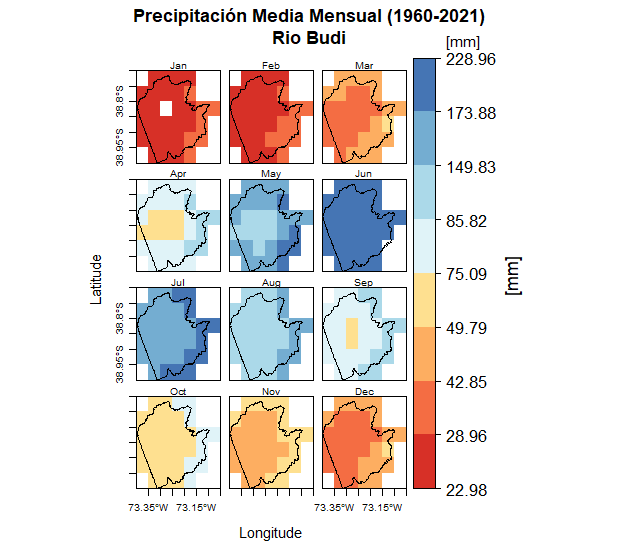 Precipitación Media Mensual (1960-2021)
Rio Budi
[mm]
Jan Feb Mar
38.8°S
38.95°S
Apr May Jun
Jul Aug Sep
38.8°S
38.95°S
Oct Nov Dec
73.35°W 73.15°W 73.35°W 73.15°W
Latitude
Longitude
228.96
173.88
149.83
85.82
75.09
49.79
42.85
28.96
22.98
[mm]